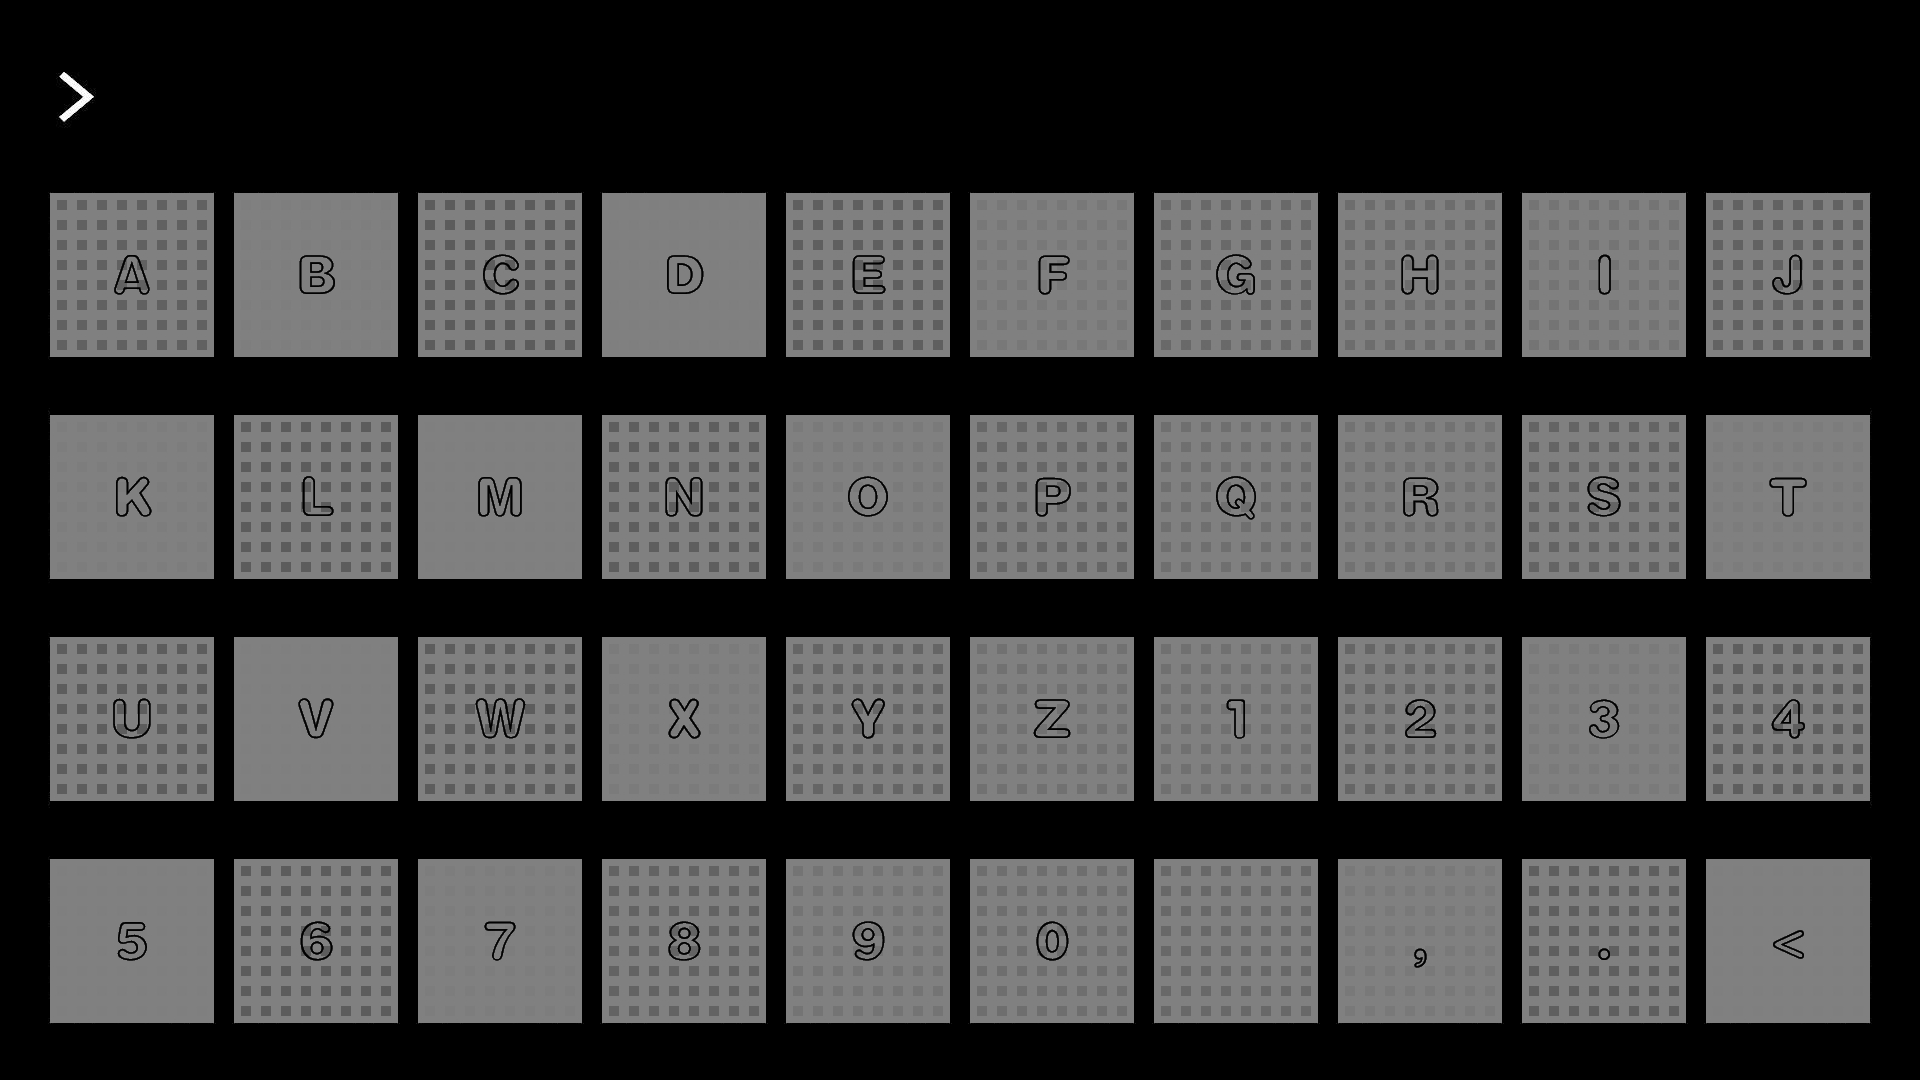 >
A B C D E F G H I J
K L M N O P Q R S T
U V W X Y Z 1 2 3 4
5 6 7 8 9 0 , . <